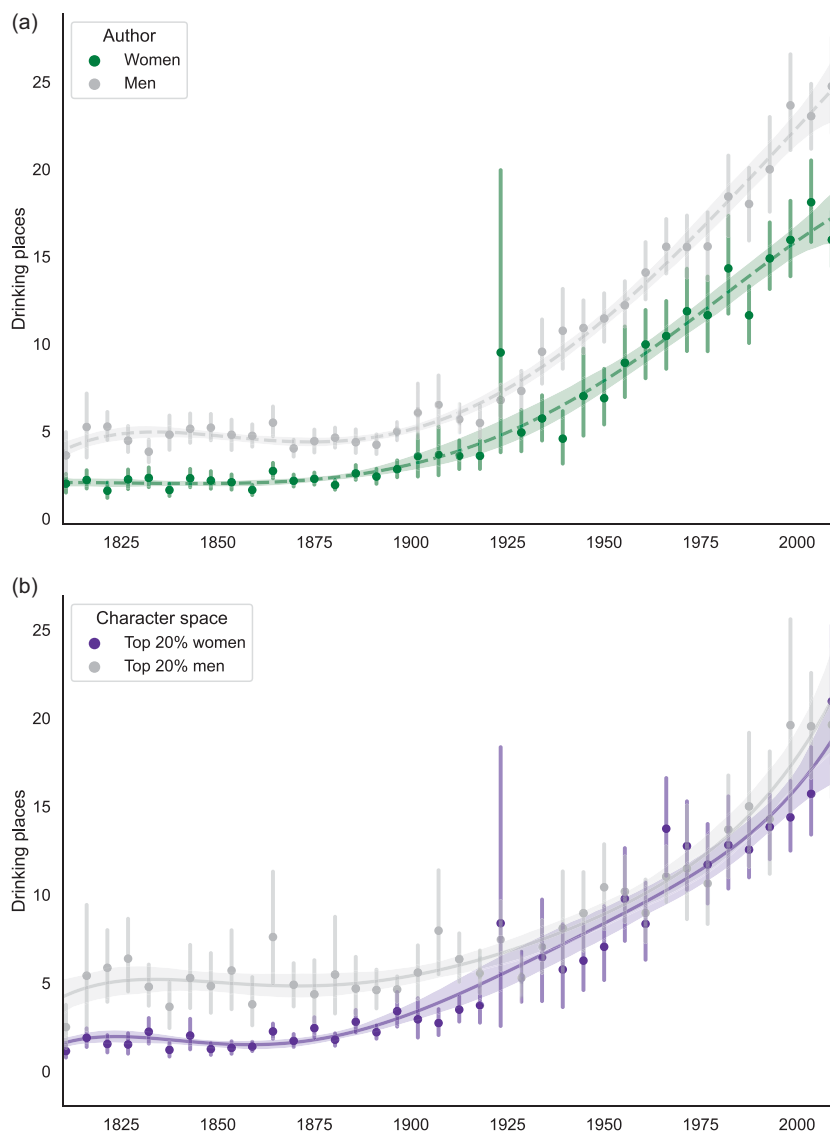 (a)
Author
Women
Men
25
20
15
10
5
0
Drinking places
1825 1850 1875 1900 1925 1950 1975 2000
(b)
Character space
Top 20% women
Top 20% men
25
20
15
10
5
0
Drinking places
1825 1850 1875 1900 1925 1950 1975 2000